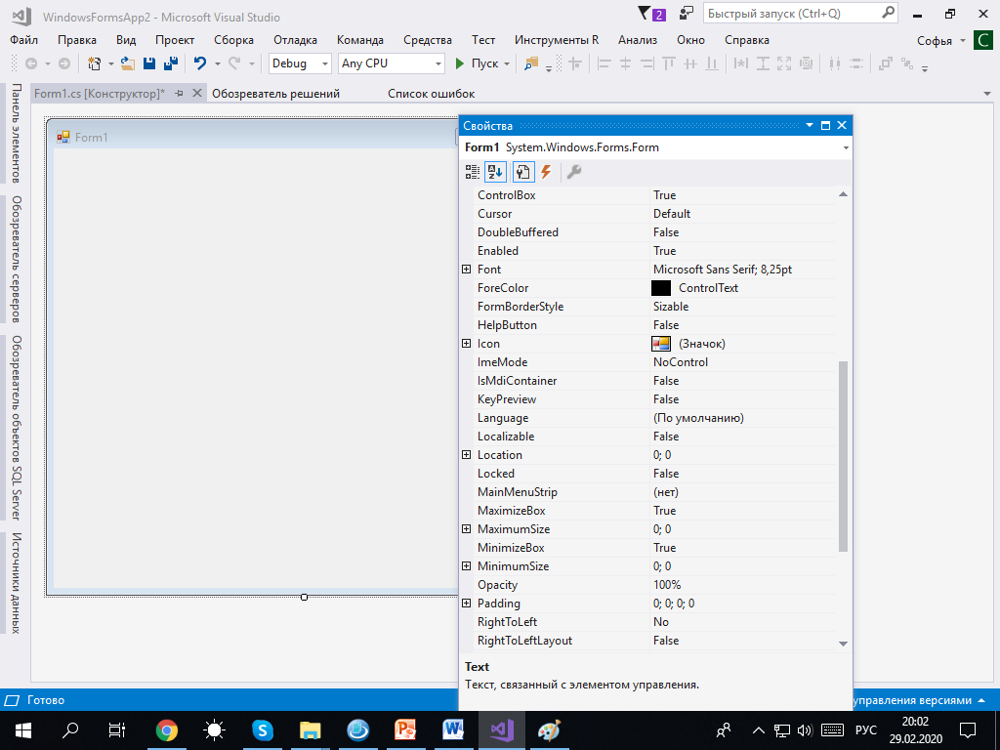 WindowsFormsApp2 - Microsoft Visual Studio
2
Быстрый запуск (Ctrl+Q)
Файл Правка Вид Проект Сборка Отладка Команда Средства Тест Инструменты R Анализ Окно Справка Софья C
Debug Any CPU Пуск
Form1.cs [Конструктор]* Обозреватель решений Список ошибок
Панель элементов
Обозреватель серверов
Обозреватель объектов SQL Server
Источники данных
Form1
Свойства
Form1 System.Windows.Forms.Form
ControlBox True
Cursor Default
DoubleBuffered False
Enabled True
Font Microsoft Sans Serif; 8,25pt
ForeColor ControlText
FormBorderStyle Sizable
HelpButton False
Icon (Значок)
ImeMode NoControl
IsMdiContainer False
KeyPreview False
Language (По умолчанию)
Localizable False
Location 0; 0
Locked False
MainMenuStrip (нет)
MaximizeBox True
MaximumSize 0; 0
MinimizeBox True
MinimumSize 0; 0
Opacity 100%
Padding 0; 0; 0; 0
RightToLeft No
RightToLeftLayout False
Text
Текст, связанный с элементом управления.
Готово
управления версиями
РУС
20:02
29.02.2020